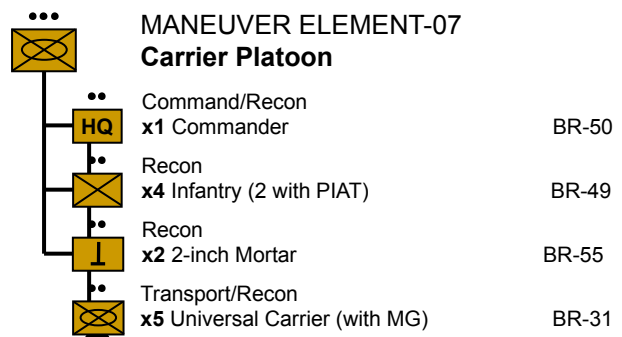 MANEUVER ELEMENT-07
Carrier Platoon
Command/Recon
HQ x1 Commander BR-50
Recon
x4 Infantry (2 with PIAT) BR-49
Recon
x2 2-inch Mortar BR-55
Transport/Recon
x5 Universal Carrier (with MG) BR-31